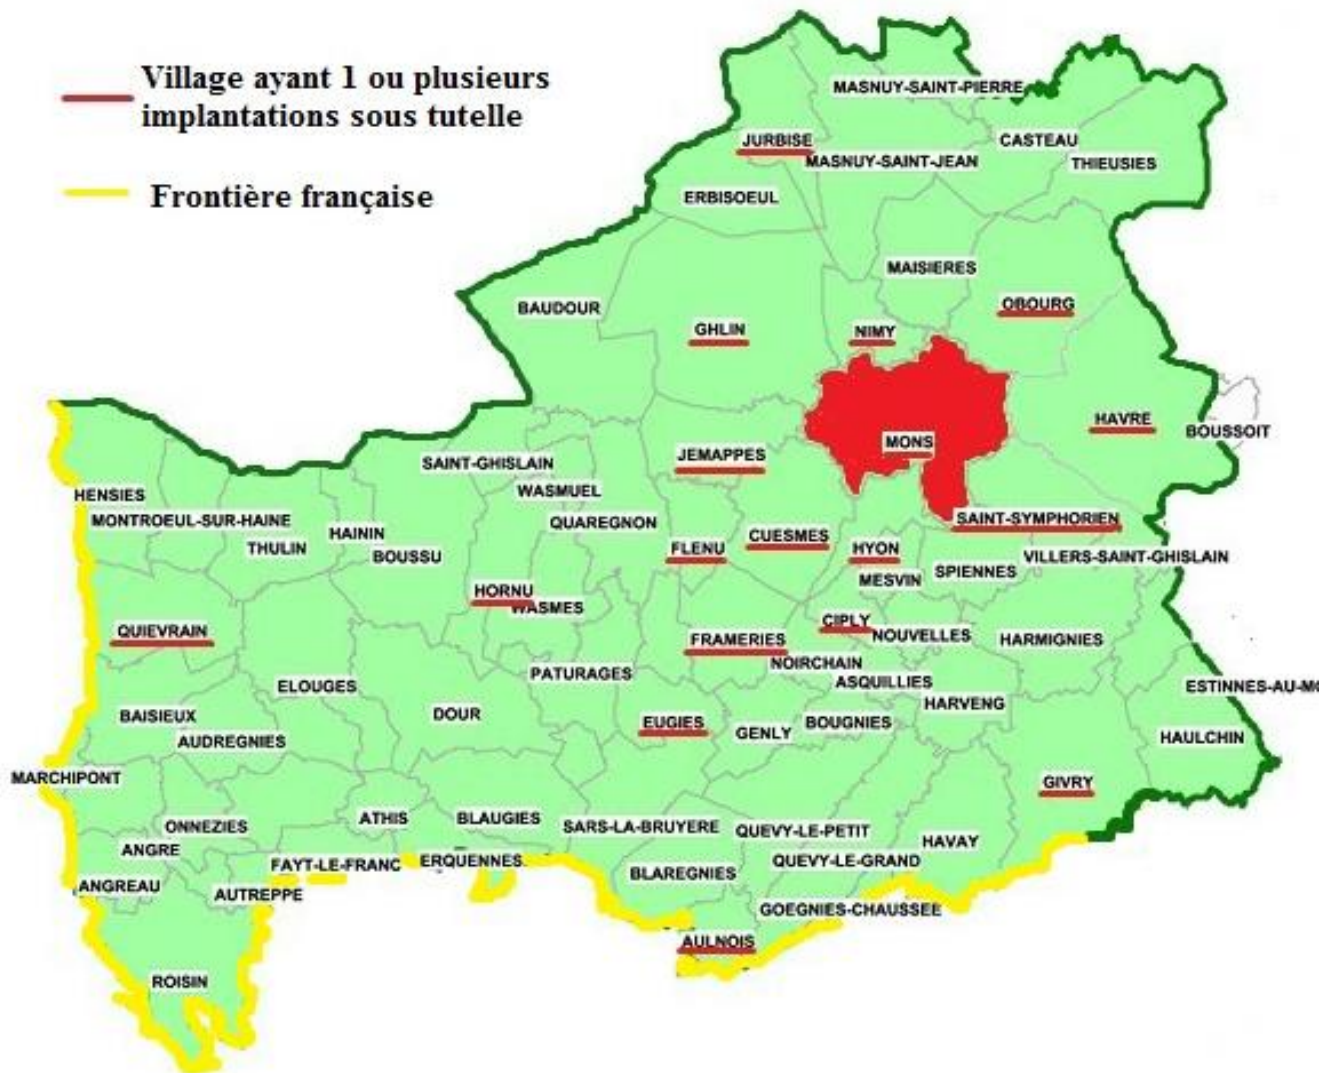 Village ayant 1 ou plusieurs
implantations sous tutelle
Frontière française
MASNUY-SAINT-PIERRE
JURBISE
CASTEAU
MASNUY-SAINT-JEAN
THIEUSIES
ERBISOEUL
MAISIERES
BAUDOUR
OBOURG
GHLIN
NIMY
HAVRE
BOUSSOIT
MONS
JEMAPPES
SAINT-GHISLAIN
WASMUEL
HENSIES
MONTROEUL-SUR-HAINE
QUAREGNON
SAINT-SYMPHORIEN
HAININ
CUESMES
THULIN
BOUSSU
FLENU
HYON
VILLERS-SAINT-GHISLAIN
SPIENNES
MESVIN
HORNU
WASMES
CIPLY
QUIEVRAIN
FRAMERIES
NOUVELLES
HARMIGNIES
NOIRCHAIN
PATURAGES
ASQUILLIES
ELOUGES
ESTINNES-AU-MO
HARVENG
BAISIEUX
DOUR
EUGIES
BOUGNIES
GENLY
AUDREGNIES
HAULCHIN
MARCHIPONT
GIVRY
ATHIS
BLAUGIES
ONNEZIES
SARS-LA-BRUYERE
QUEVY-LE-PETIT
HAVAY
ANGRE
FAYT-LE-FRANC
ERQUENNES
QUEVY-LE-GRAND
BLAREGNIES
ANGREAU
AUTREPPE
GOEGNIES-CHAUSSEE
AULNOIS
ROISIN